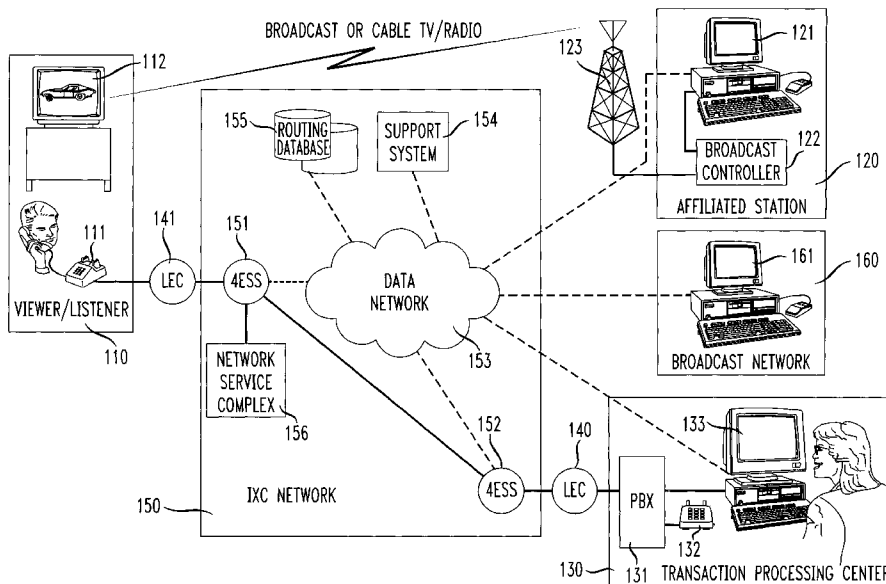 BROADCAST OR CABLE TV/RADIO
112
123
121
155
ROUTING
DATABASE
SUPPORT
SYSTEM
154
BROADCAST
CONTROLLER
122
120
AFFILIATED STATION
111
141
LEC
151
4ESS
DATA
NETWORK
153
161
160
BROADCAST NETWORK
VIEWER/LISTENER
110
NETWORK
SERVICE
COMPLEX
156
152
4ESS
140
LEC
133
PBX
132
131
150
IXC NETWORK
130
TRANSACTION PROCESSING CENTER